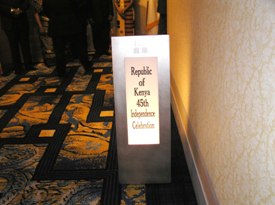 Republic
of
Kenya
45th
Independence
Celebration